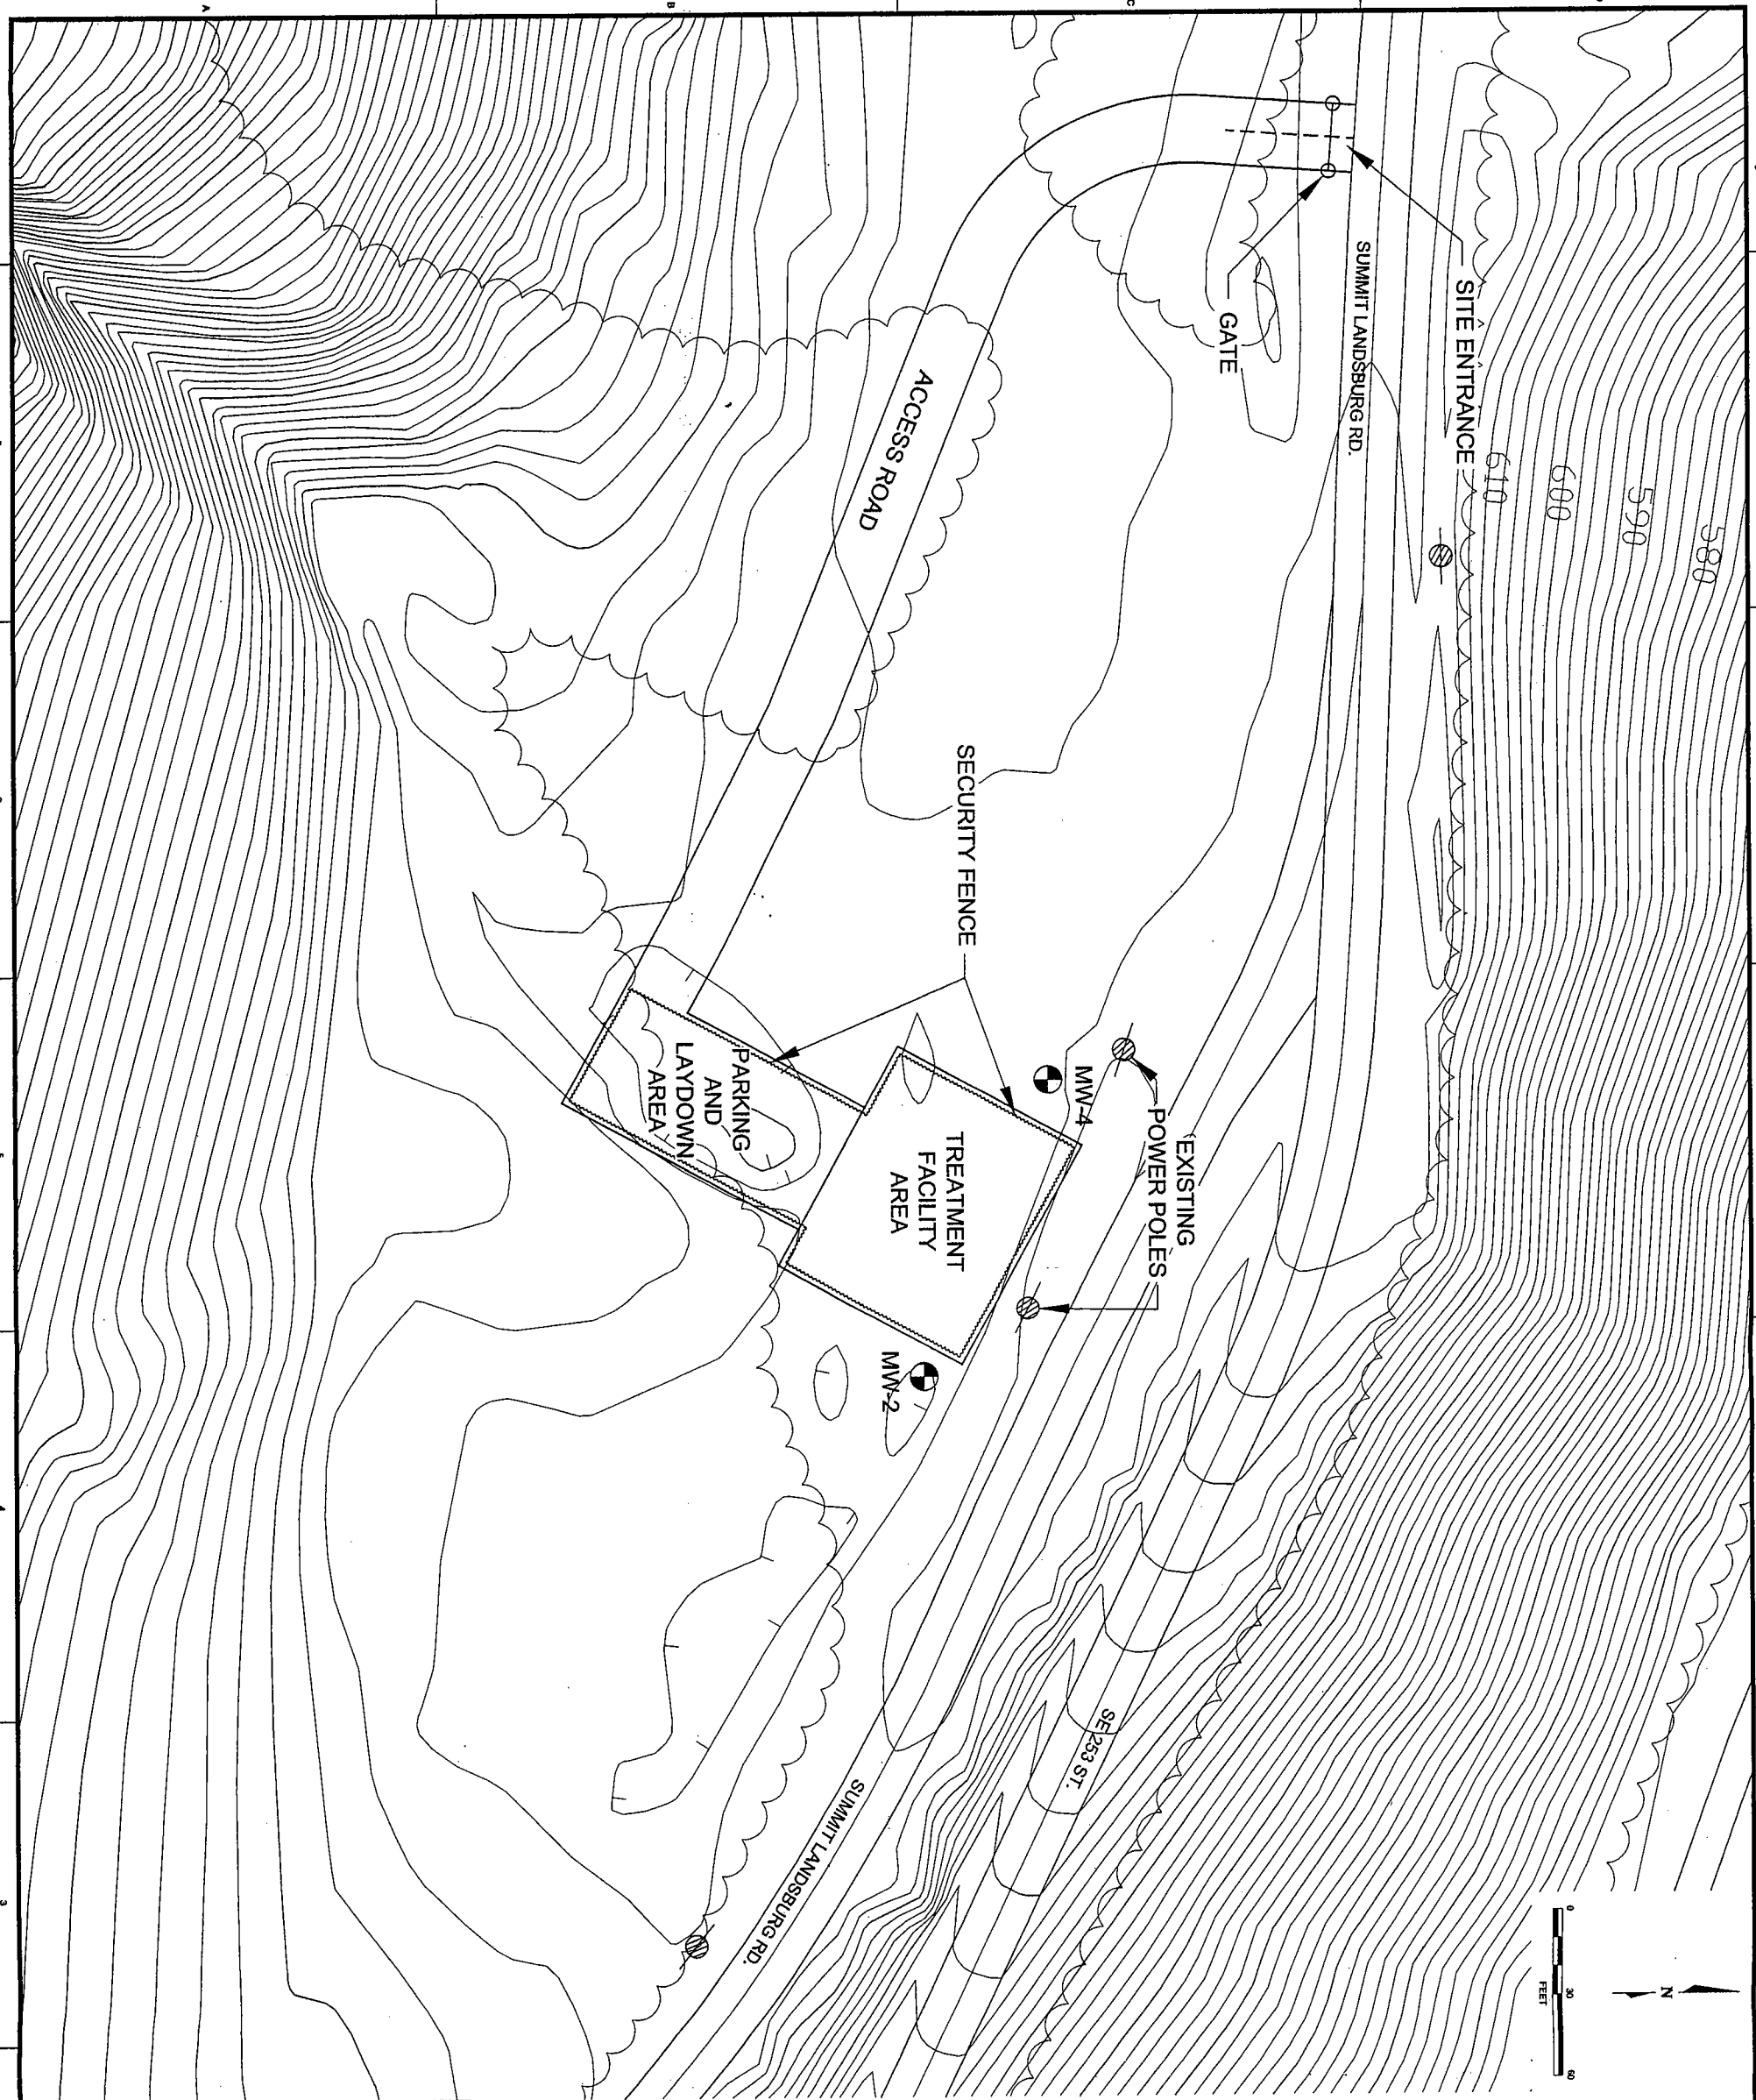 SITE ENTRANCE
GATE
SUMMIT LANDSBURG RD.
610
600
590
580
ACCESS ROAD
SECURITY FENCE
MW-4
EXISTING
POWER POLES
TREATMENT
FACILITY
AREA
PARKING
AND
LAYDOWN
AREA
MW-2
SE 253 ST.
SUMMIT LANDSBURG RD.
N
0
30
60
FEET
A
B
C
3